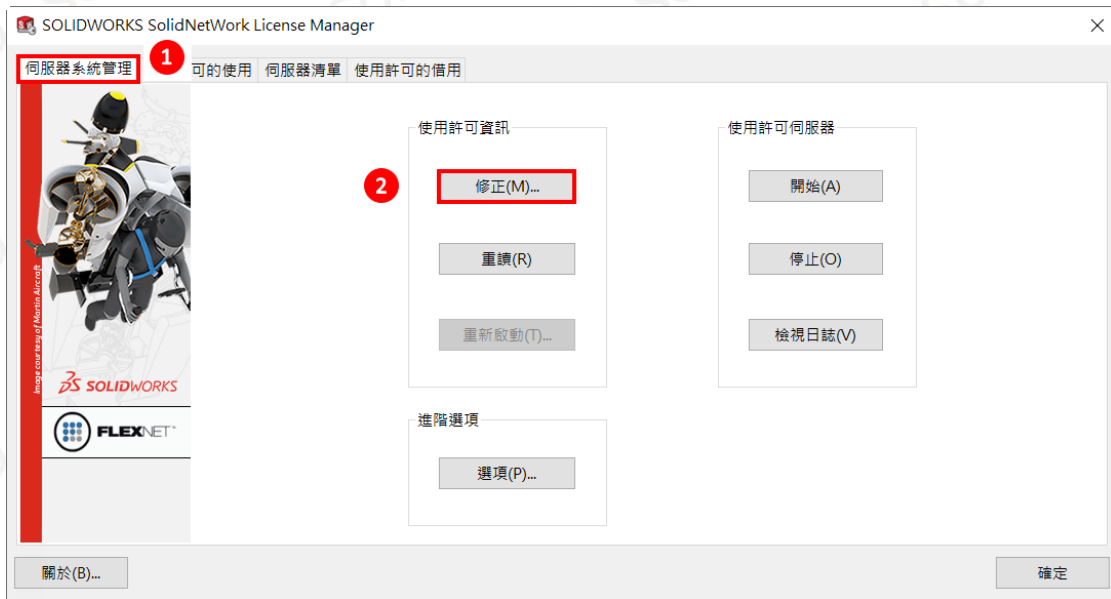 SOLIDWORKS SolidNetWork License Manager
1
伺服器系統管理 可的使用 伺服器清單 使用許可的借用
使用許可資訊 使用許可伺服器
2 修正(M)... 開始(A)
重讀(R) 停止(O)
重新啟動(T)... 檢視日誌(V)
Image courtesy of Martin Aircraft
SOLIDWORKS
FLEXNET
進階選項
選項(P)...
關於(B)... 確定